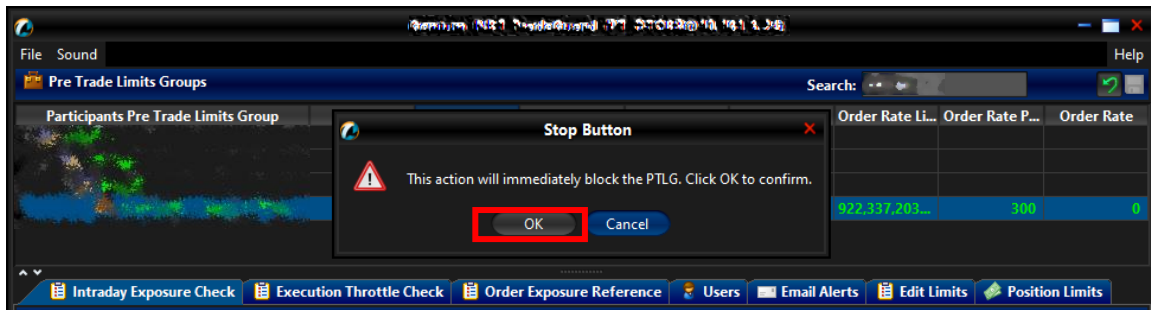 File Sound Help
Pre Trade Limits Groups Search:
Participants Pre Trade Limits Group Order Rate Li... Order Rate P... Order Rate
Stop Button
This action will immediately block the PTLG. Click OK to confirm.
OK Cancel
922,337,203... 300 0
Intraday Exposure Check Execution Throttle Check Order Exposure Reference Users Email Alerts Edit Limits Position Limits